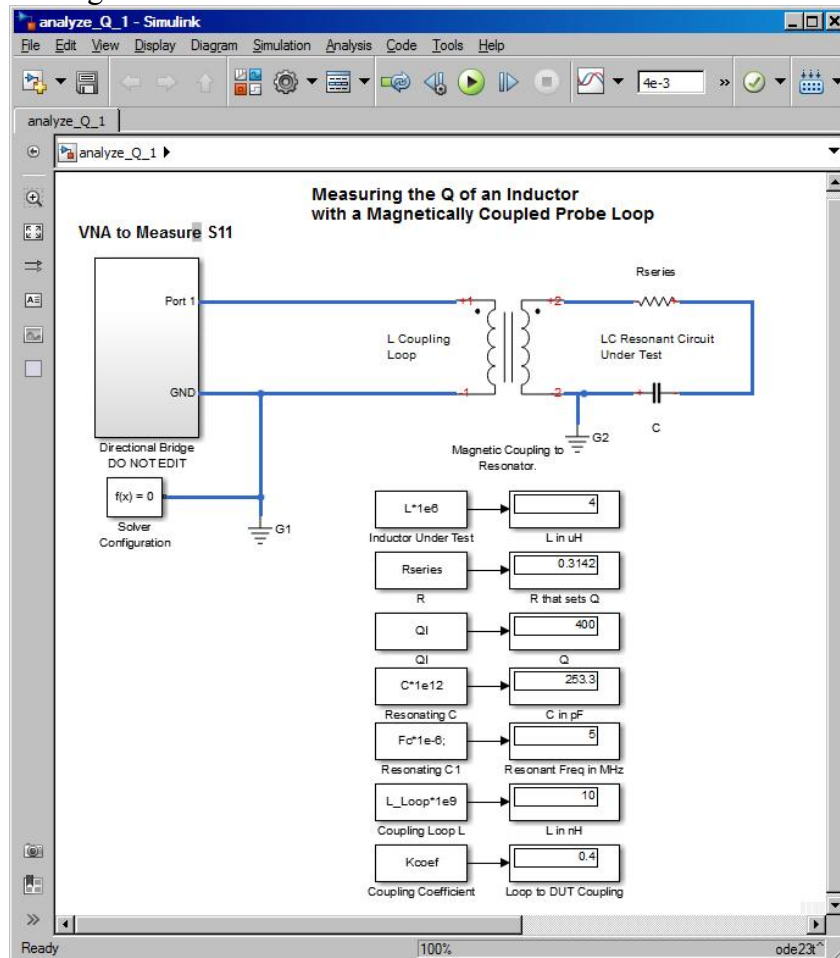 analyze_Q_1 - Simulink
File Edit View Display Diagram Simulation Analysis Code Tools Help
4e-3 »
analyze_Q_1
analyze_Q_1
Measuring the Q of an Inductor
with a Magnetically Coupled Probe Loop
VNA to Measure S11
Rseries
Port 1
+1
+2
L Coupling
Loop
LC Resonant Circuit
Under Test
GND
-1
-2
+
-
C
G2
Directional Bridge
DO NOT EDIT
Magnetic Coupling to
Resonator.
f(x) = 0
Solver
Configuration
G1
L*1e6
4
Inductor Under Test
L in uH
Rseries
0.3142
R
R that sets Q
Ql
400
Ql
Q
C*1e12
253.3
Resonating C
C in pF
Fc*1e-6;
5
Resonating C1
Resonant Freq in MHz
L_Loop*1e9
10
Coupling Loop L
L in nH
Kcoef
0.4
Coupling Coefficient
Loop to DUT Coupling
»
Ready
100%
ode23t